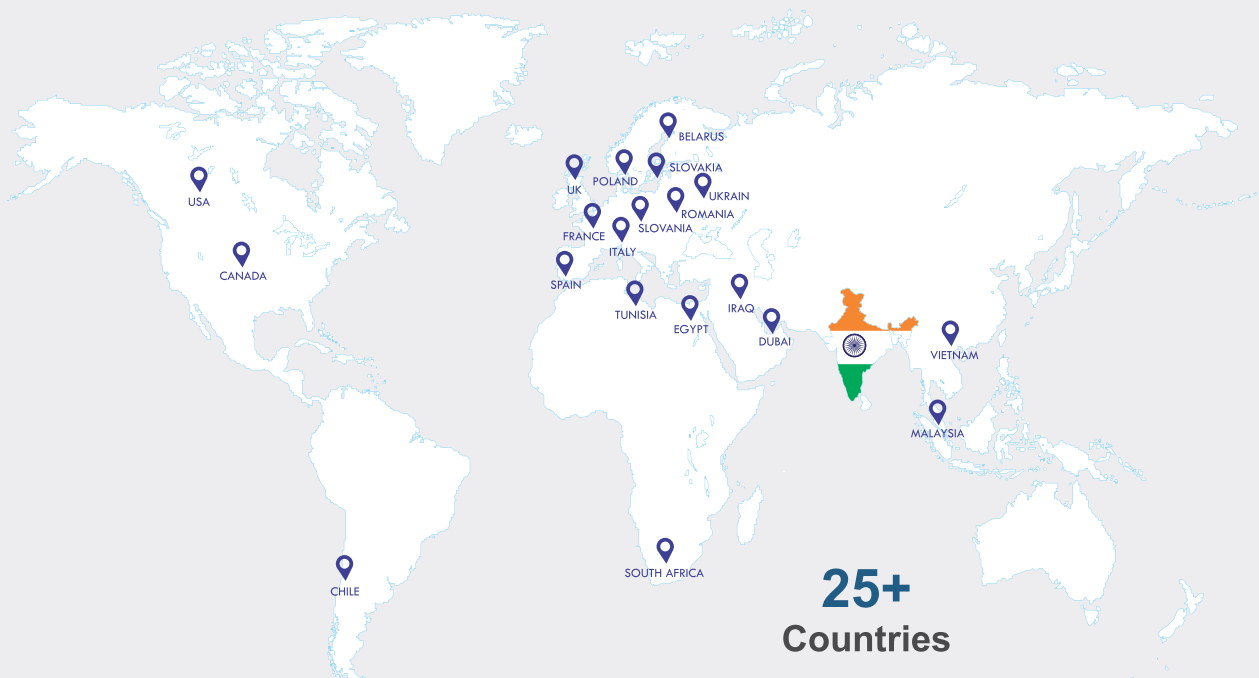 BELARUS
SLOVAKIA
POLAND
UK
UKRAIN
USA
ROMANIA
SLOVANIA
FRANCE
ITALY
CANADA
SPAIN
IRAQ
TUNISIA
EGYPT
DUBAI
VIETNAM
MALAYSIA
SOUTH AFRICA
CHILE
25+
Countries